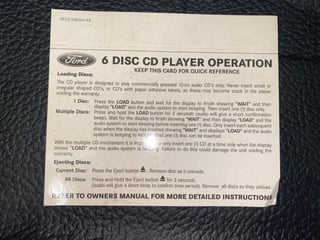 Ford
6 DISC CD PLAYER OPERATION
KEEP THIS CARD FOR QUICK REFERENCE
Loading Discs:
The CD player is designed to play commercially pressed 12cm audio CD's only. Never insert small or
irregular shaped CD's, or CD's with paper adhesive labels, as these may become stuck in the player
voiding the warranty.
1 Disc: Press the LOAD button and wait for the display to finish showing "WAIT" and then
display "LOAD" and the audio system to start beeping. Then insert one (1) disc only.
Multiple Discs: Press and hold the LOAD button for 2 seconds (audio will give a short confirmation
beep). Wait for the display to finish showing "WAIT" and then display "LOAD" and the
audio system to start beeping before inserting one (1) disc. Only insert each subsequent
disc when the display has finished showing "WAIT" and displays "LOAD" and the audio
system is beeping to indicate that one (1) disc can be inserted.
With the multiple CD mechanism it is only insert one (1) CD at a time only when the display
shows "LOAD" and the audio system is beeping. Failure to do this could damage the unit voiding the
warranty.
Ejecting Discs:
Current Disc: Press the Eject button ⏏. Remove disc as it unloads.
All Discs: Press and Hold the Eject button ⏏ for 2 seconds
(audio will give a short beep to confirm time period). Remove all discs as they unload.
REFER TO OWNERS MANUAL FOR MORE DETAILED INSTRUCTIONS